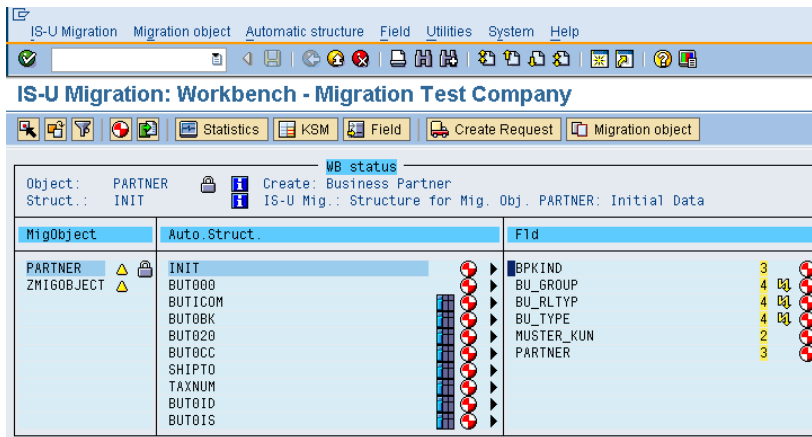 IS-U Migration Migration object Automatic structure Field Utilities System Help
IS-U Migration: Workbench - Migration Test Company
Statistics KSM Field Create Request Migration object
WB status
Object: PARTNER Create: Business Partner
Struct.: INIT IS-U Mig.: Structure for Mig. Obj. PARTNER: Initial Data
MigObject Auto.Struct. Fld
PARTNER INIT BPKIND 3
ZMIGOBJECT BUT000 BU_GROUP 4
BUTICOM BU_RLTYP 4
BUT0BK BU_TYPE 4
BUT020 MUSTER_KUN 2
BUT0CC PARTNER 3
SHIPTO
TAXNUM
BUT0ID
BUT0IS